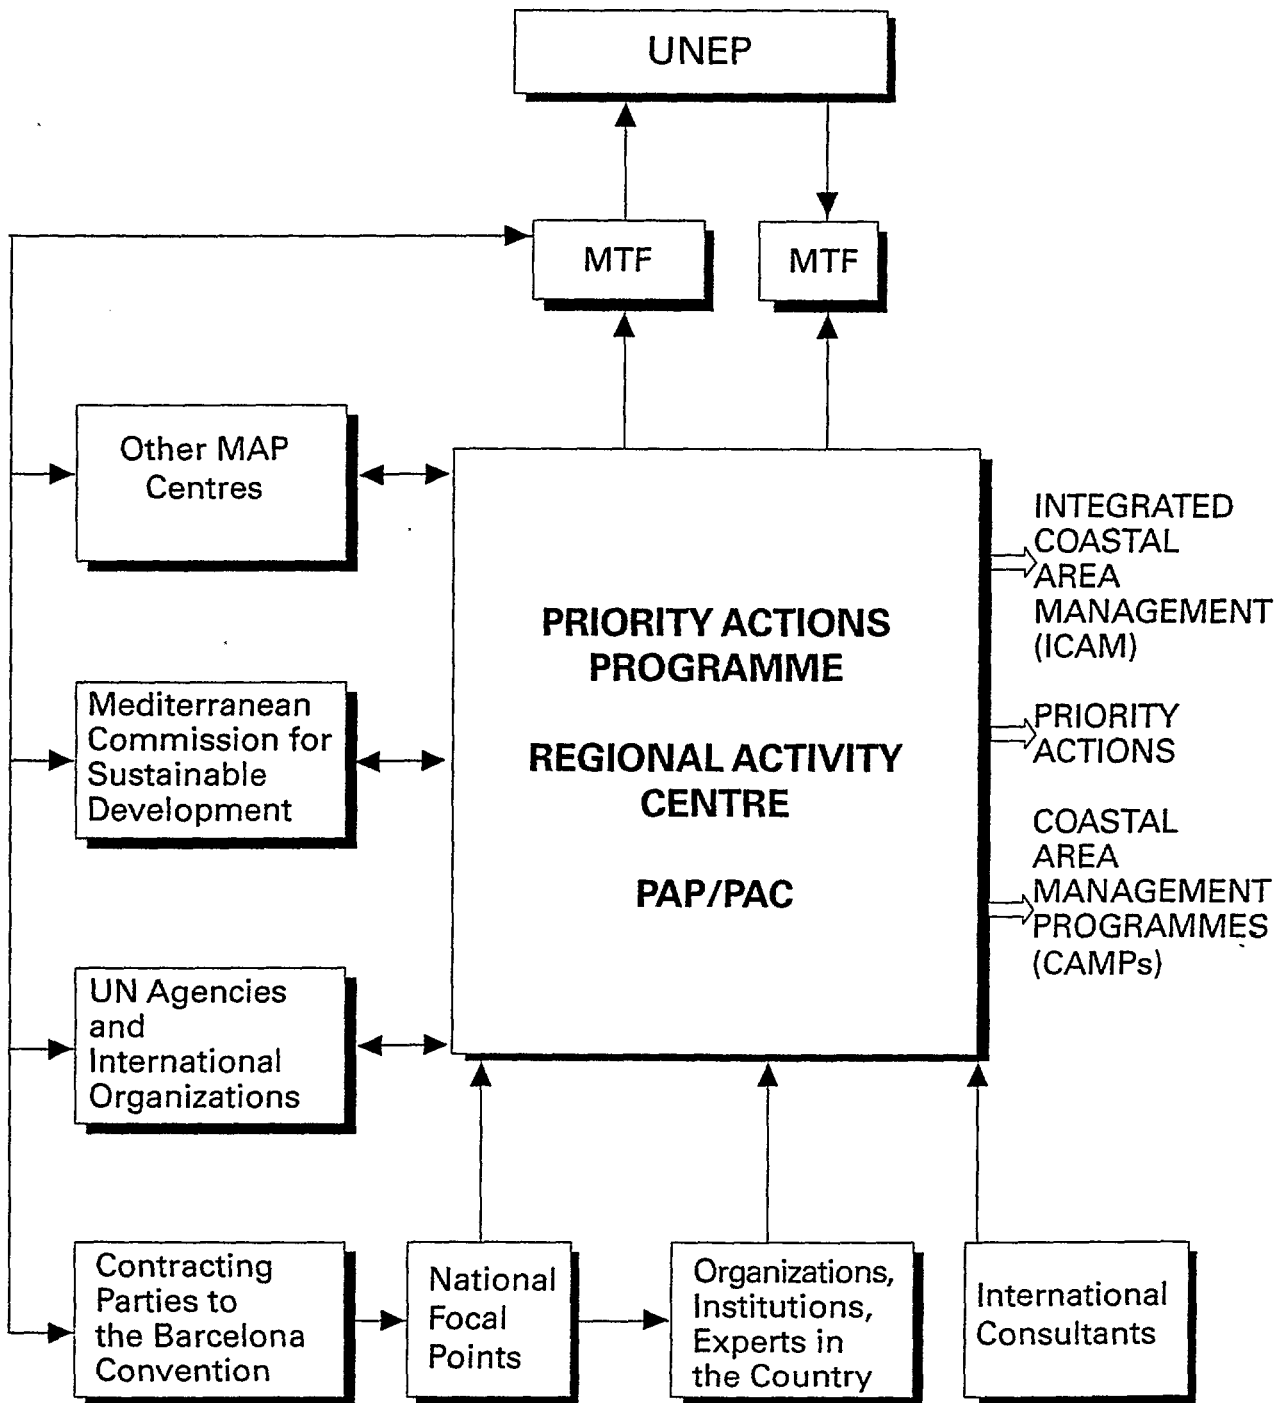 UNEP
MTF
MTF
Other MAP
Centres
Mediterranean
Commission for
Sustainable
Development
UN Agencies
and
International
Organizations
PRIORITY ACTIONS
PROGRAMME
REGIONAL ACTIVITY
CENTRE
PAP/PAC
INTEGRATED
COASTAL
AREA
MANAGEMENT
(ICAM)
PRIORITY
ACTIONS
COASTAL
AREA
MANAGEMENT
PROGRAMMES
(CAMPs)
Contracting
Parties to
the Barcelona
Convention
National
Focal
Points
Organizations,
Institutions,
Experts in
the Country
International
Consultants